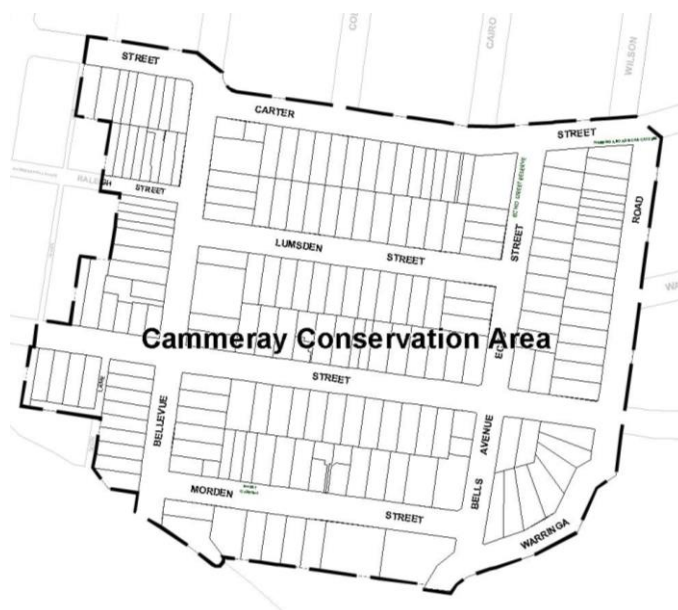 CAIRO
WILSON
STREET
CARTER
STREET
STREET
ROAD
LUMSDEN
STREET
STREET
Cammeray Conservation Area
STREET
BELLEVUE
AVENUE
BELLS
MORDEN
STREET
WARRINGA